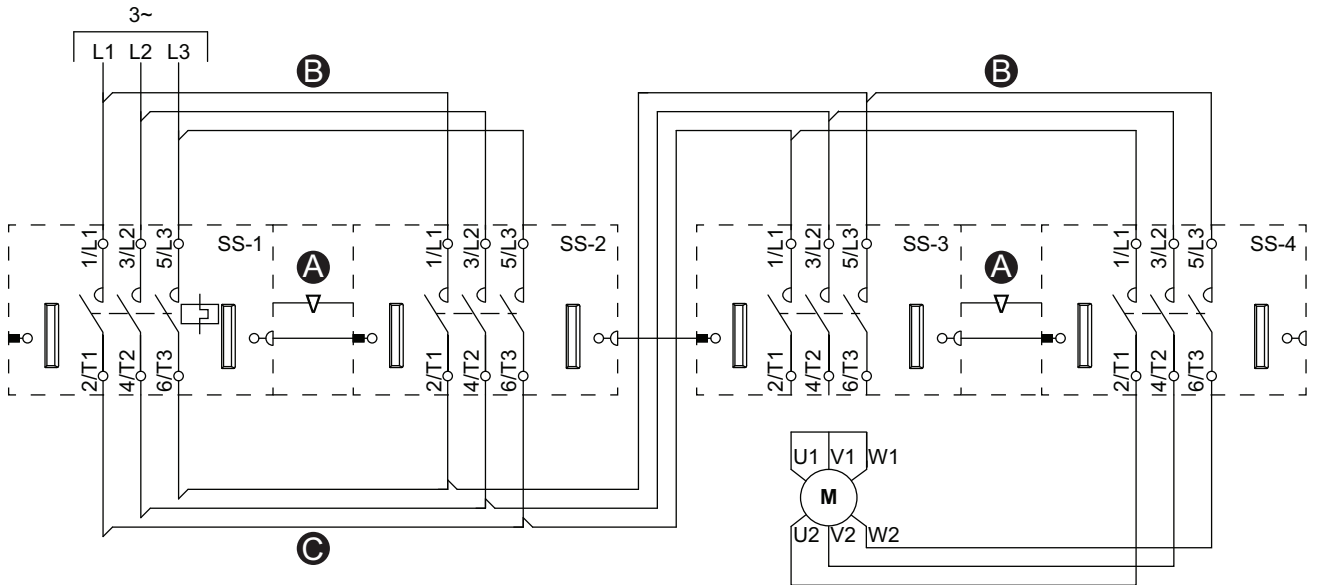 3~
L1 L2 L3
B B
1/L1 3/L2 5/L3 SS-1 1/L1 3/L2 5/L3 SS-2 1/L1 3/L2 5/L3 SS-3 1/L1 3/L2 5/L3 SS-4
A A
2/T1 4/T2 6/T3 2/T1 4/T2 6/T3 2/T1 4/T2 6/T3 2/T1 4/T2 6/T3
U1 V1 W1
M
U2 V2 W2
C